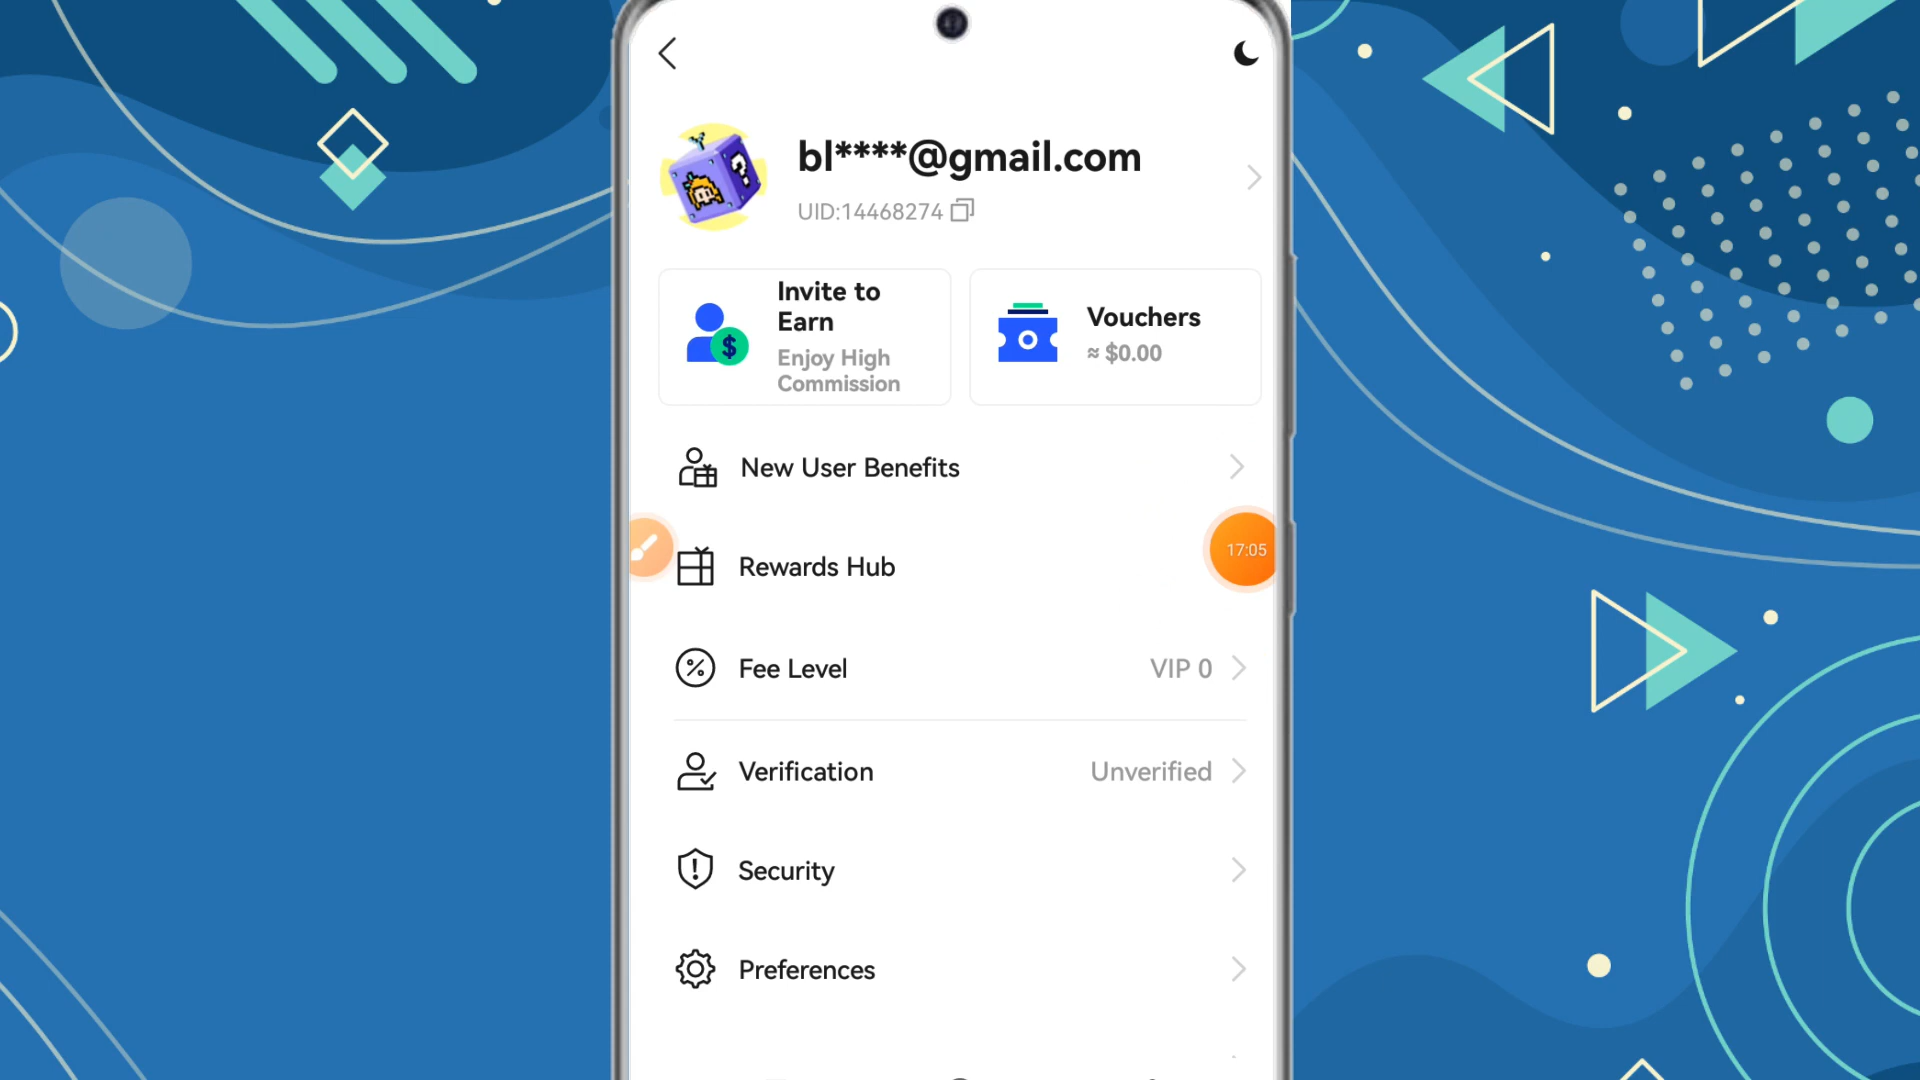 bl****@gmail.com
UID:14468274
Invite to
Earn
Enjoy High
Commission
Vouchers
≈ $0.00
New User Benefits
17:05
Rewards Hub
Fee Level
VIP 0
Verification
Unverified
Security
Preferences